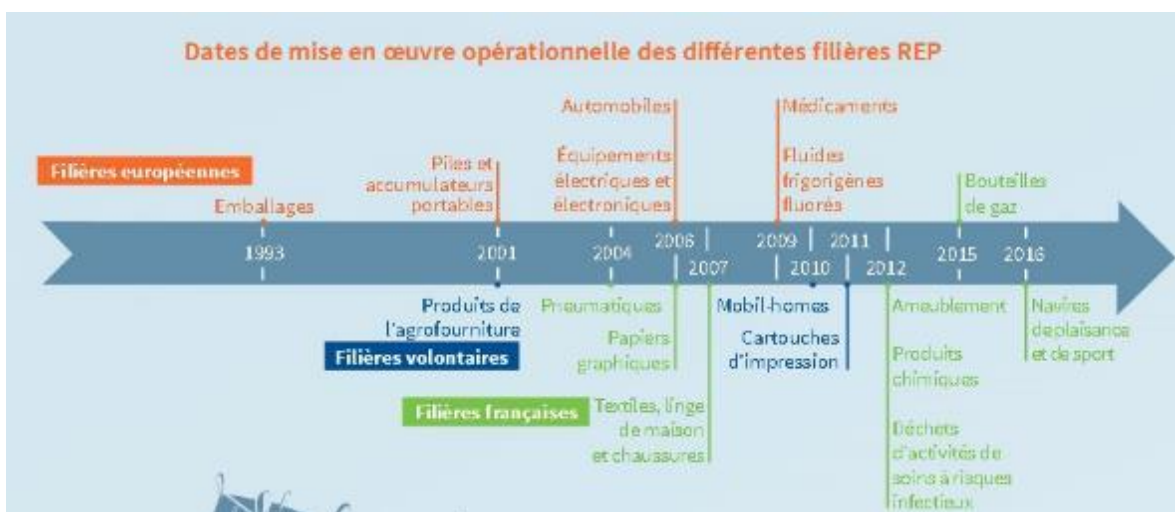 Dates de mise en œuvre opérationnelle des différentes filières REP
Automobiles
Médicaments
Filières européennes
Emballages
Piles et
accumulateurs
portables
Équipements
électriques et
électroniques
Fluides
frigorigènes
fluorés
Bouteilles
de gaz
1993
2001
2004
2006
2007
2009
2010
2011
2012
2015
2016
Produits de
l'agrofourniture
Filières volontaires
Pneumatiques
Papiers
graphiques
Filières françaises
Textiles, linge
de maison
et chaussures
Mobil-homes
Cartouches
d'impression
Ameublement
Produits
chimiques
Déchets
d'activités de
soins à risques
infectieux
Navires
de plaisance
et de sport